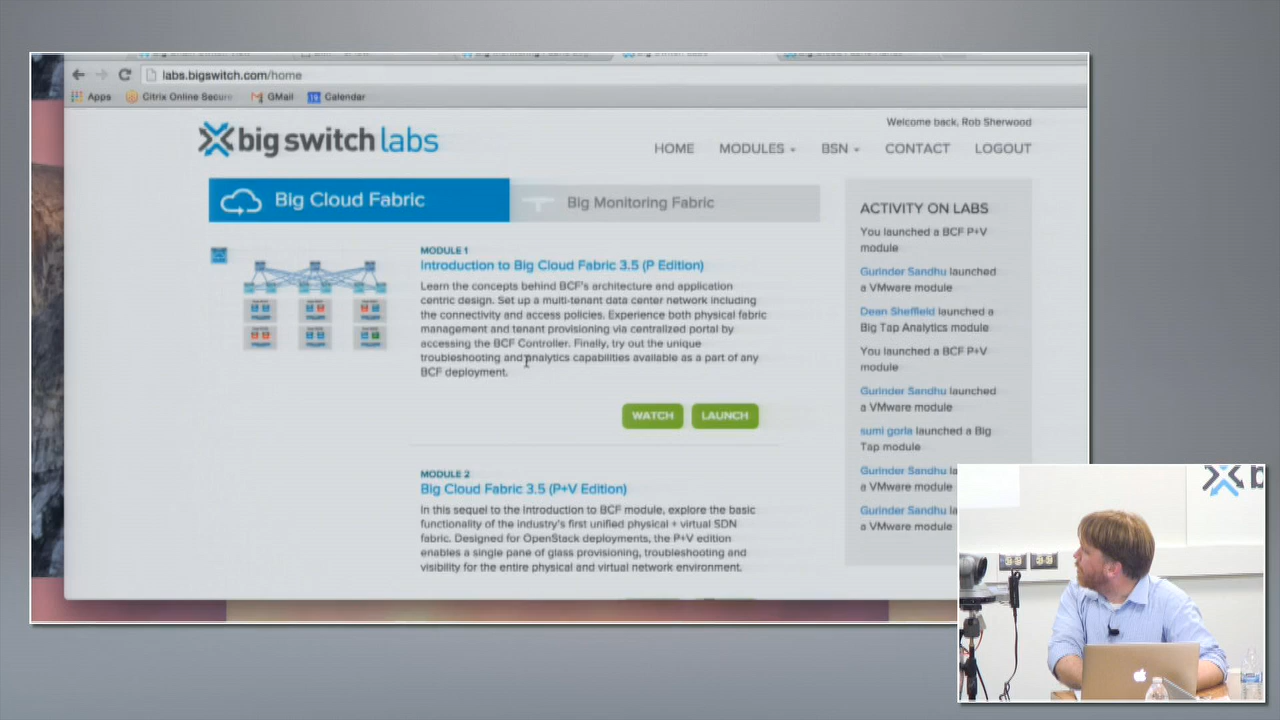 labs.bigswitch.com/home
Apps Citrix Online Secure GMail 19 Calendar
Welcome back, Rob Sherwood
big switch labs
HOME MODULES BSN CONTACT LOGOUT
Big Cloud Fabric
Big Monitoring Fabric
MODULE 1
Introduction to Big Cloud Fabric 3.5 (P Edition)
Learn the concepts behind BCF's architecture and application
centric design. Set up a multi-tenant data center network including
the connectivity and access policies. Experience both physical fabric
management and tenant provisioning via centralized portal by
accessing the BCF Controller. Finally, try out the unique
troubleshooting and analytics capabilities available as a part of any
BCF deployment.
WATCH LAUNCH
MODULE 2
Big Cloud Fabric 3.5 (P+V Edition)
In this sequel to the Introduction to BCF module, explore the basic
functionality of the industry's first unified physical + virtual SDN
fabric. Designed for OpenStack deployments, the P+V edition
enables a single pane of glass provisioning, troubleshooting and
visibility for the entire physical and virtual network environment.
ACTIVITY ON LABS
You launched a BCF P+V
module
Gurinder Sandhu launched
a VMware module
Dean Sheffield launched a
Big Tap Analytics module
You launched a BCF P+V
module
Gurinder Sandhu launched
a VMware module
sumi gorla launched a Big
Tap module
Gurinder Sandhu la
a VMware module
Gurinder Sandhu la
a VMware module
b